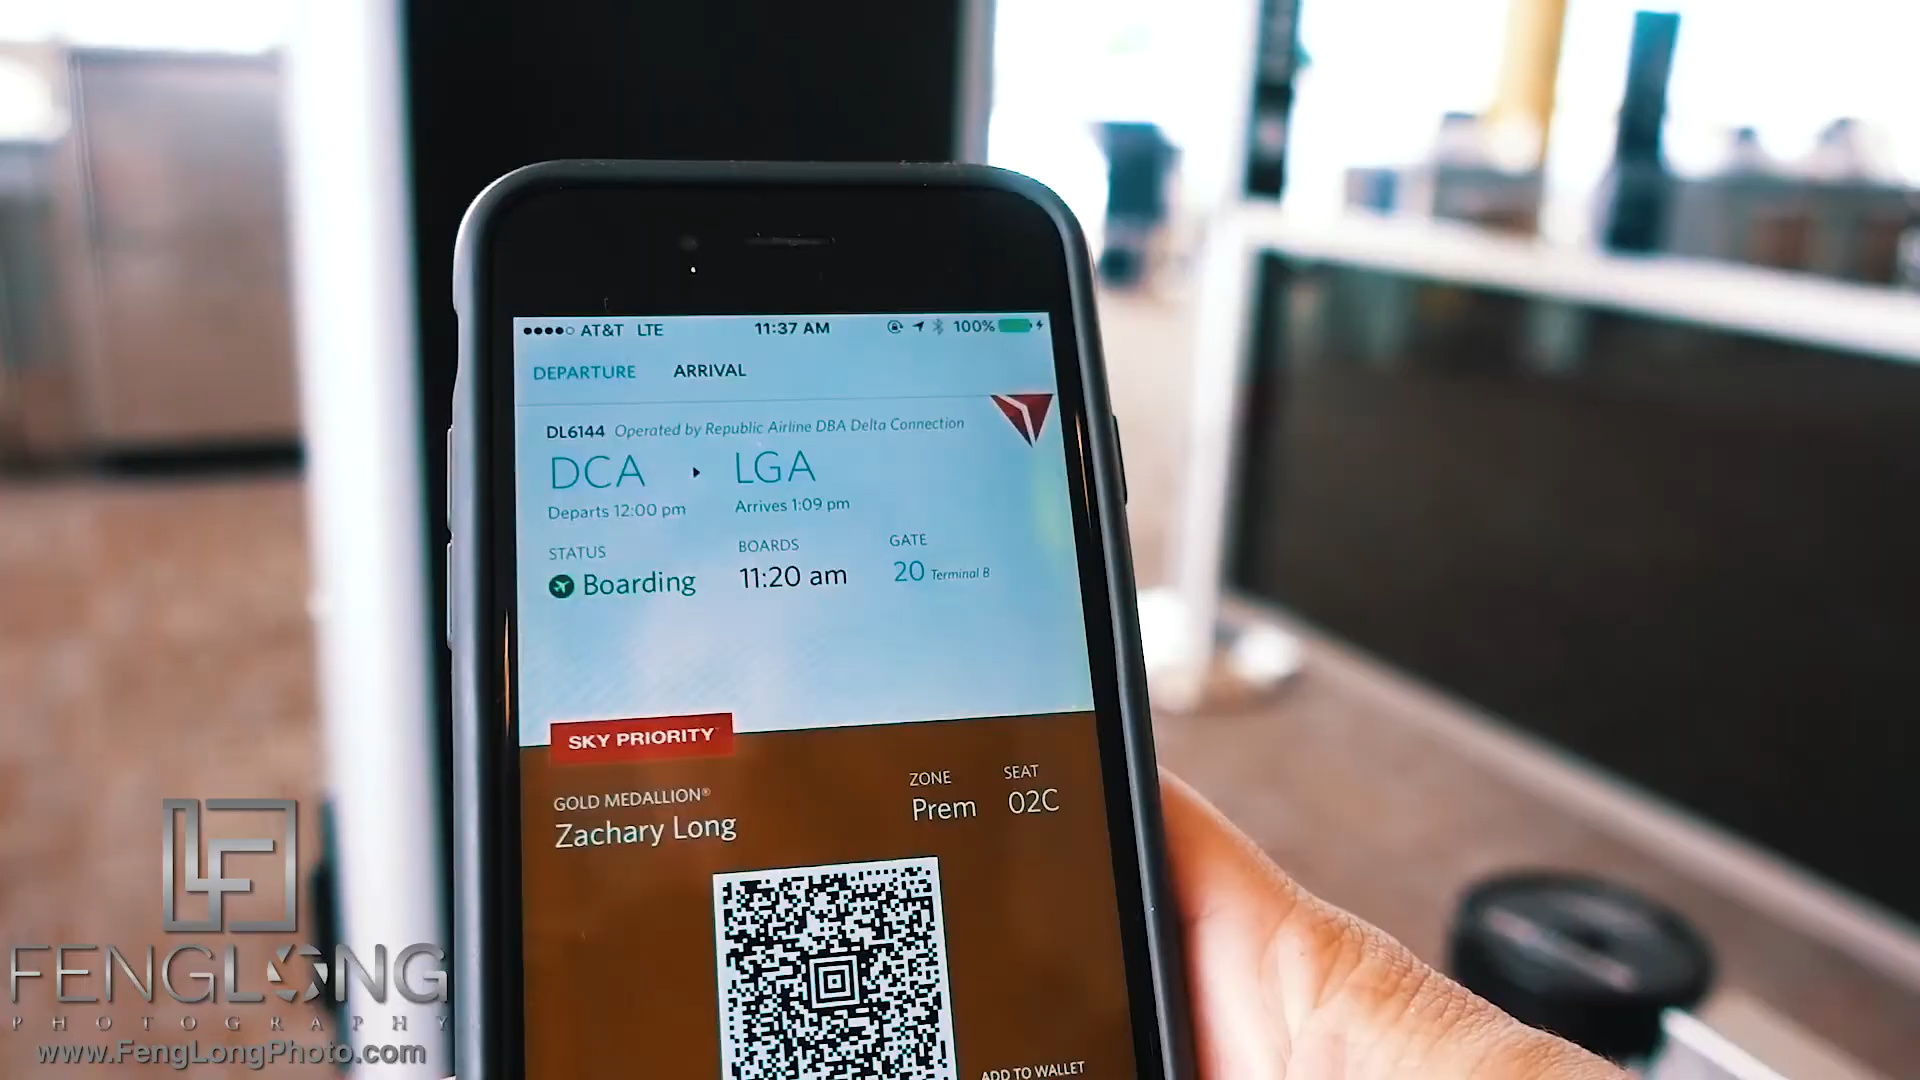 AT&T LTE 11:37 AM 100%
DEPARTURE ARRIVAL
DL6144 Operated by Republic Airline DBA Delta Connection
DCA LGA
Departs 12:00 pm Arrives 1:09 pm
STATUS BOARDS GATE
Boarding 11:20 am 20 Terminal B
SKY PRIORITY
ZONE SEAT
GOLD MEDALLION®
Prem 02C
Zachary Long
ADD TO WALLET
LF
FENGLONG
PHOTOGRAPHY
www.FengLongPhoto.com